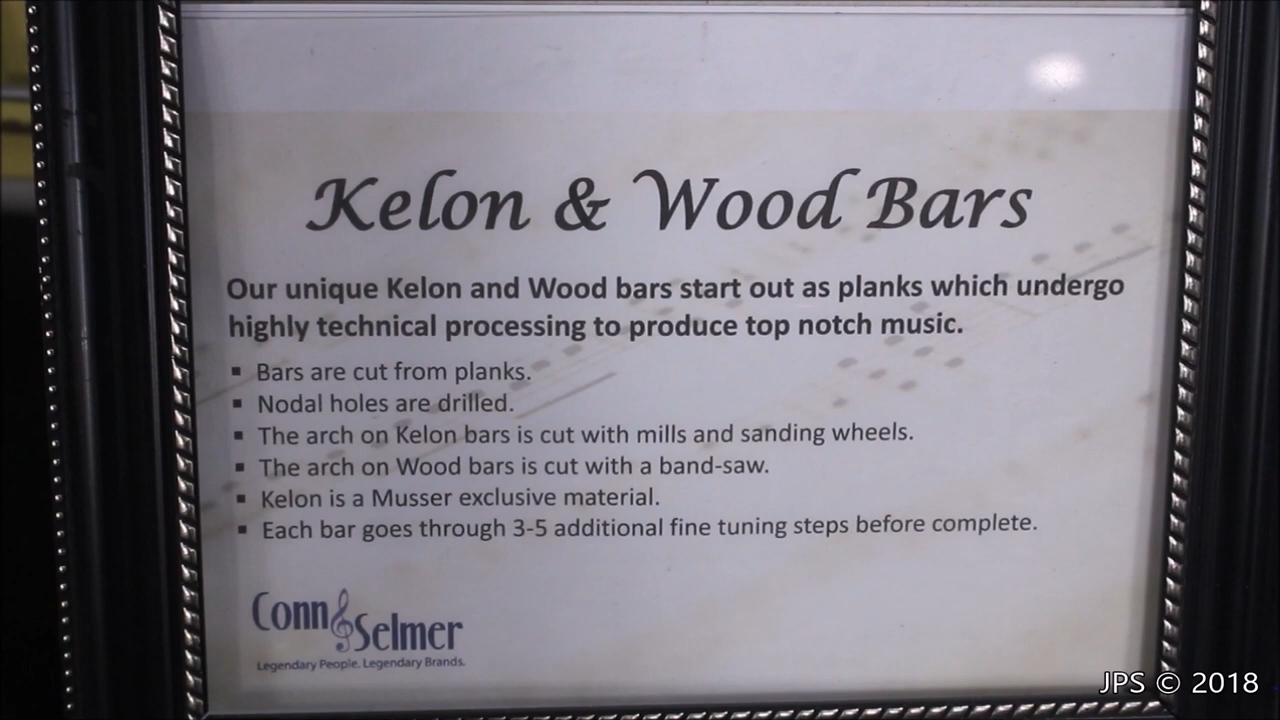 Kelon & Wood Bars
Our unique Kelon and Wood bars start out as planks which undergo
highly technical processing to produce top notch music.
▪ Bars are cut from planks.
▪ Nodal holes are drilled.
▪ The arch on Kelon bars is cut with mills and sanding wheels.
▪ The arch on Wood bars is cut with a band-saw.
▪ Kelon is a Musser exclusive material.
▪ Each bar goes through 3-5 additional fine tuning steps before complete.
Conn Selmer
Legendary People. Legendary Brands.
JPS © 2018